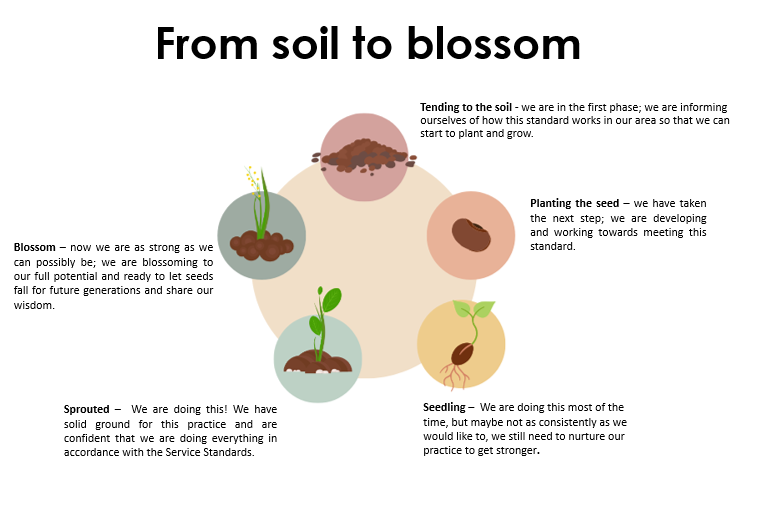 From soil to blossom
Tending to the soil - we are in the first phase; we are informing
ourselves of how this standard works in our area so that we can
start to plant and grow.
Planting the seed – we have taken
the next step; we are developing
and working towards meeting this
standard.
Seedling – We are doing this most of the
time, but maybe not as consistently as we
would like to, we still need to nurture our
practice to get stronger.
Sprouted – We are doing this! We have
solid ground for this practice and are
confident that we are doing everything in
accordance with the Service Standards.
Blossom – now we are as strong as we
can possibly be; we are blossoming to
our full potential and ready to let seeds
fall for future generations and share our
wisdom.